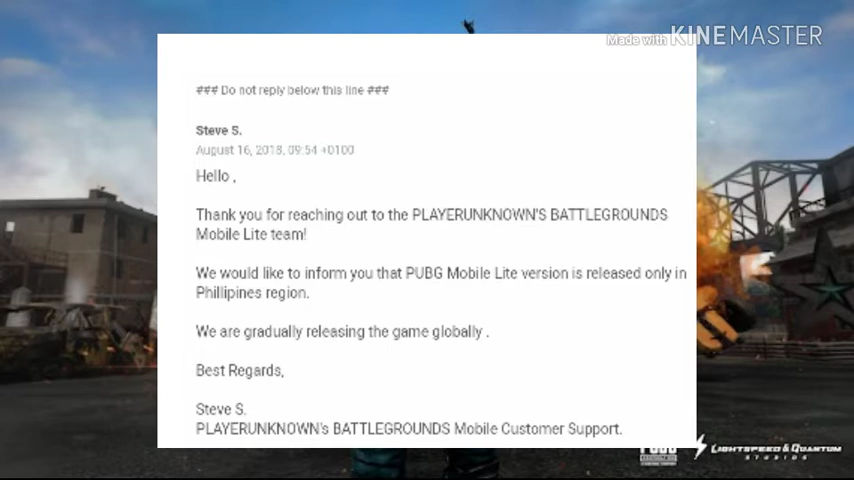 Made with KINEMASTER
### Do not reply below this line ###
Steve S.
August 16, 2018, 09:54 +0100
Hello ,
Thank you for reaching out to the PLAYERUNKNOWN'S BATTLEGROUNDS
Mobile Lite team!
We would like to inform you that PUBG Mobile Lite version is released only in
Phillipines region.
We are gradually releasing the game globally .
Best Regards,
Steve S.
PLAYERUNKNOWN's BATTLEGROUNDS Mobile Customer Support.
PUBG
LIGHTSPEED & QUANTUM
STUDIOS